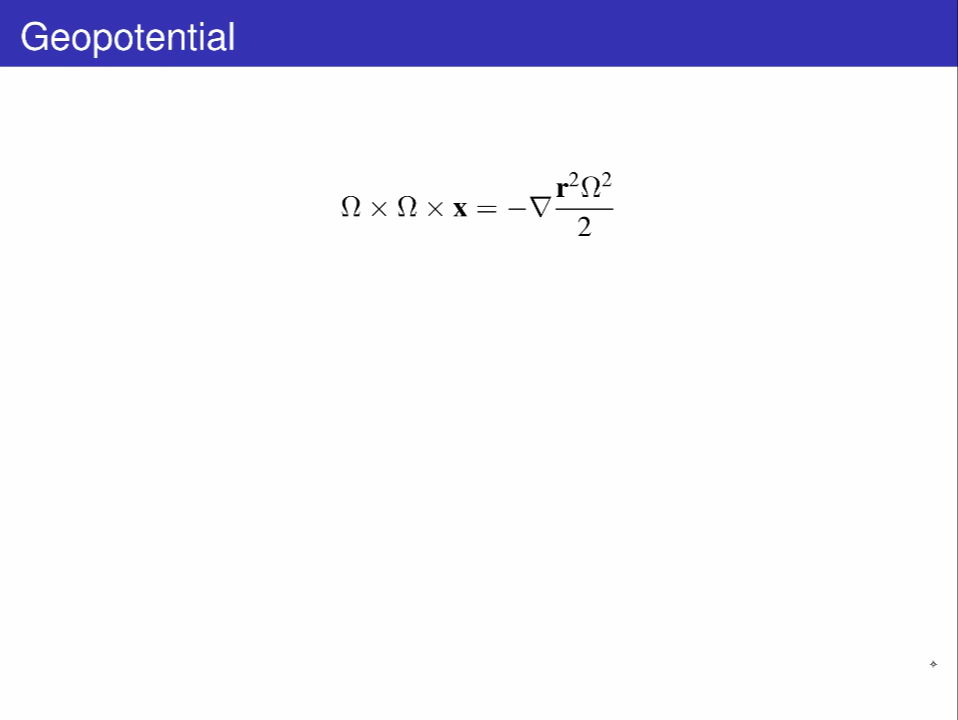 Geopotential
Ω × Ω × x = −∇ r²Ω² / 2